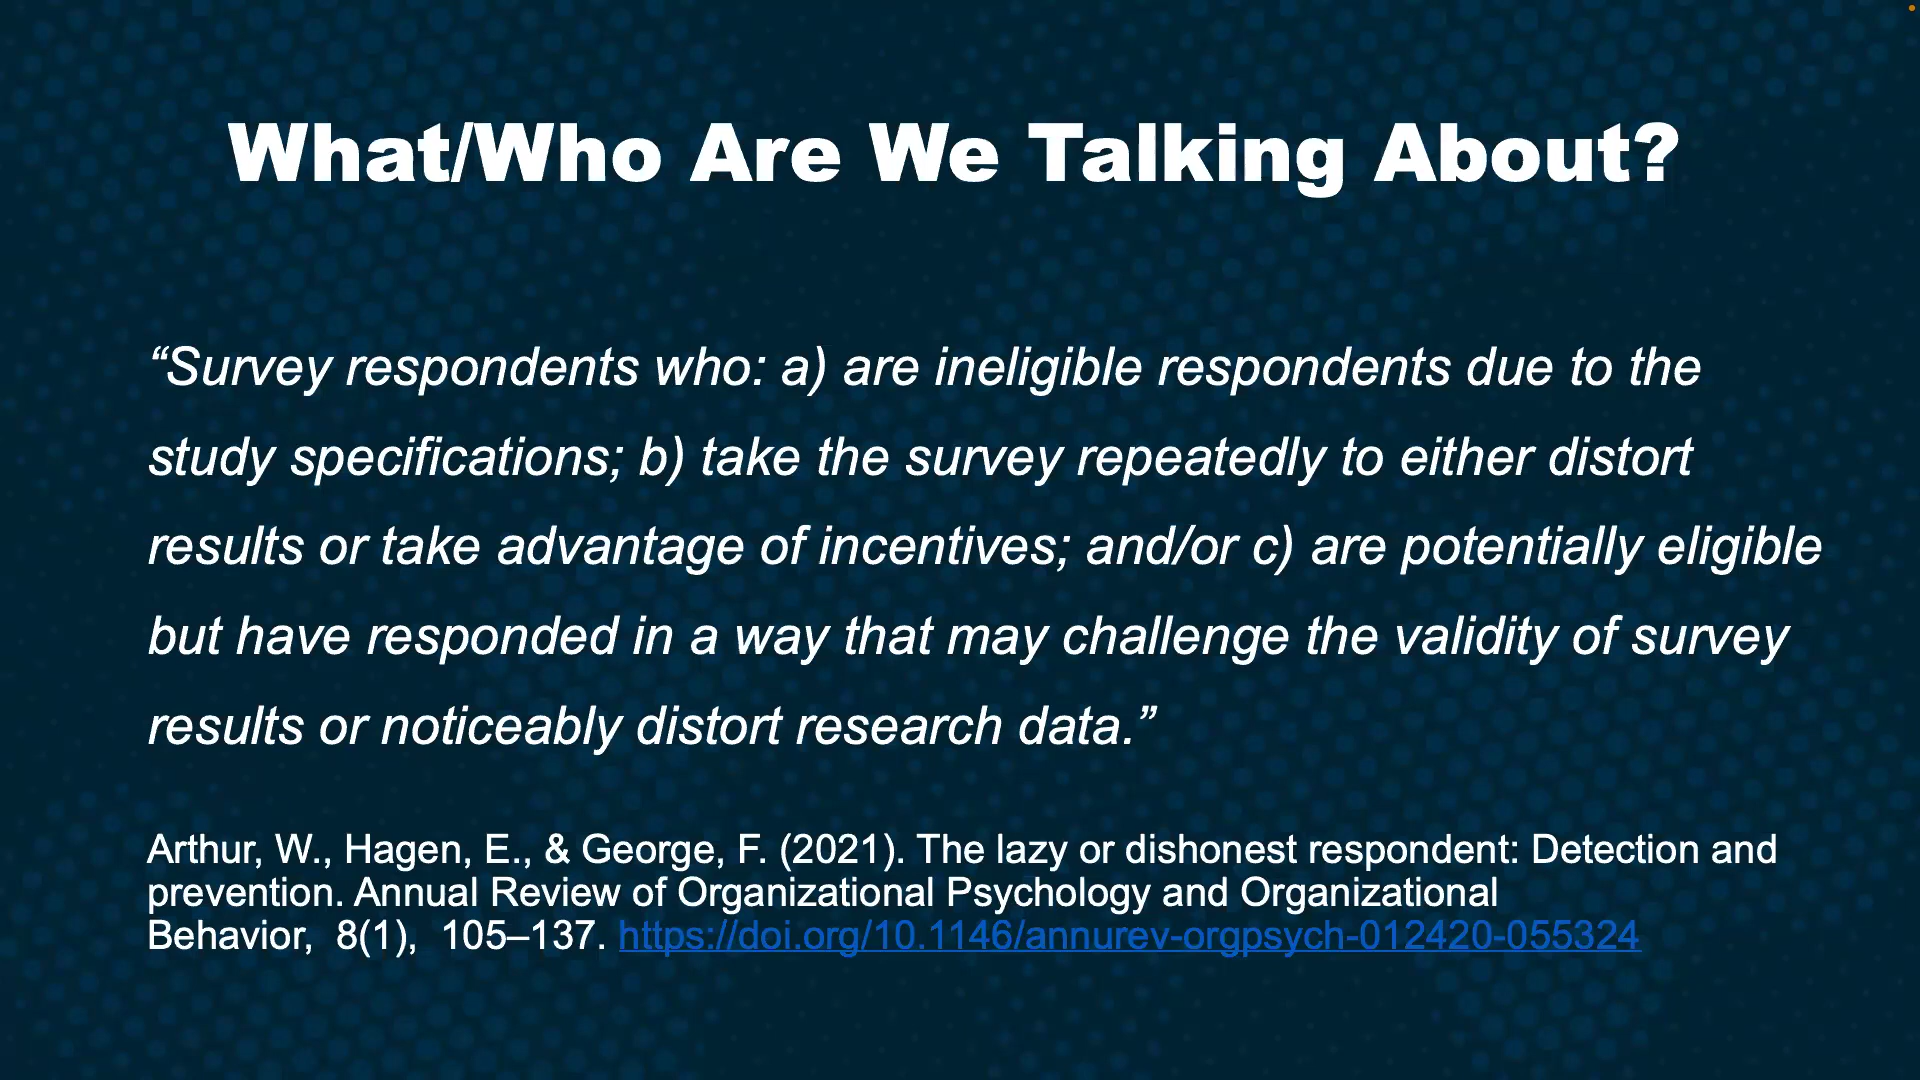 What/Who Are We Talking About?
“Survey respondents who: a) are ineligible respondents due to the
study specifications; b) take the survey repeatedly to either distort
results or take advantage of incentives; and/or c) are potentially eligible
but have responded in a way that may challenge the validity of survey
results or noticeably distort research data.”
Arthur, W., Hagen, E., & George, F. (2021). The lazy or dishonest respondent: Detection and
prevention. Annual Review of Organizational Psychology and Organizational
Behavior, 8(1), 105–137. https://doi.org/10.1146/annurev-orgpsych-012420-055324